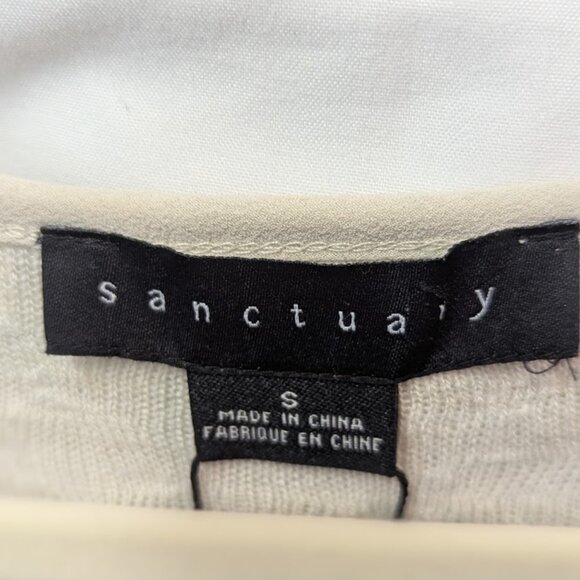 sanctuary
S
MADE IN CHINA
FABRIQUE EN CHINE